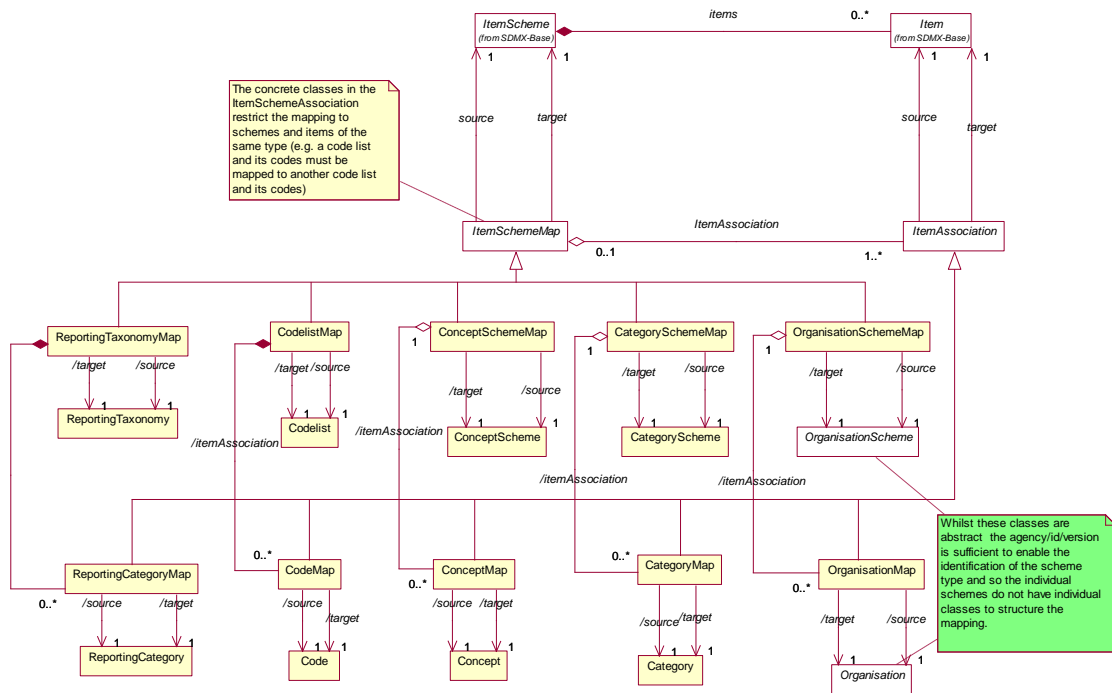 ItemScheme
(from SDMX-Base)
items
0..*
Item
(from SDMX-Base)
1
1
1
1
The concrete classes in the
ItemSchemeAssociation
restrict the mapping to
schemes and items of the
same type (e.g. a code list
and its codes must be
mapped to another code list
and its codes)
source
target
source
target
ItemSchemeMap
ItemAssociation
ItemAssociation
0..1
1..*
ReportingTaxonomyMap
CodelistMap
ConceptSchemeMap
CategorySchemeMap
OrganisationSchemeMap
1
1
1
/target
/source
/target
/source
/target
/source
/target
/source
/target
/source
1
1
1
1
1
1
1
1
1
1
ReportingTaxonomy
Codelist
ConceptScheme
CategoryScheme
OrganisationScheme
/itemAssociation
/itemAssociation
/itemAssociation
/itemAssociation
Whilst these classes are
abstract the agency/id/version
is sufficient to enable the
identification of the scheme
type and so the individual
schemes do not have individual
classes to structure the
mapping.
0..*
0..*
0..*
0..*
0..*
ReportingCategoryMap
CodeMap
ConceptMap
CategoryMap
OrganisationMap
/source
/target
/source
/target
/source
/target
/source
/target
/source
/target
1
1
1
1
1
1
1
1
1
1
ReportingCategory
Code
Concept
Category
Organisation